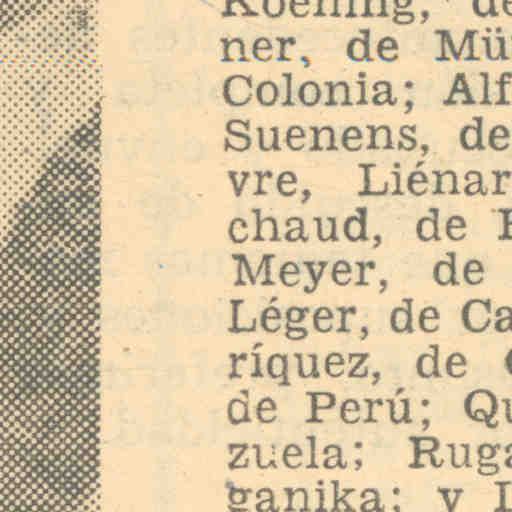 Koening, de
ner, de Mü
Colonia; Alf
Suenens, de
vre, Liénar
chaud, de
Meyer, de
Léger, de Ca
ríquez, de
de Perú; Qu
zuela; Ruga
ganika; y